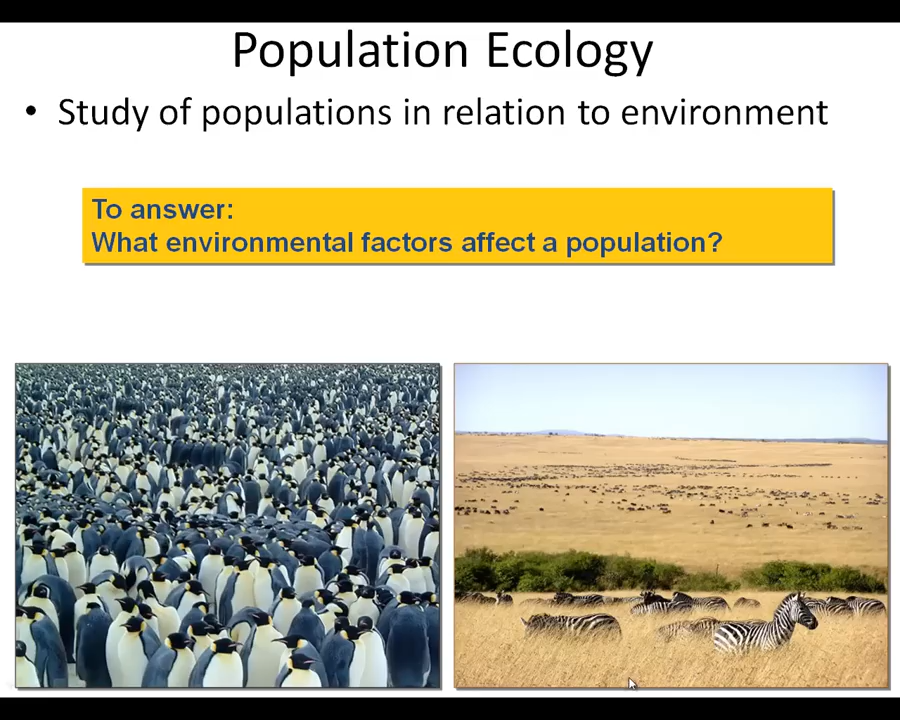 Population Ecology
• Study of populations in relation to environment
To answer:
What environmental factors affect a population?